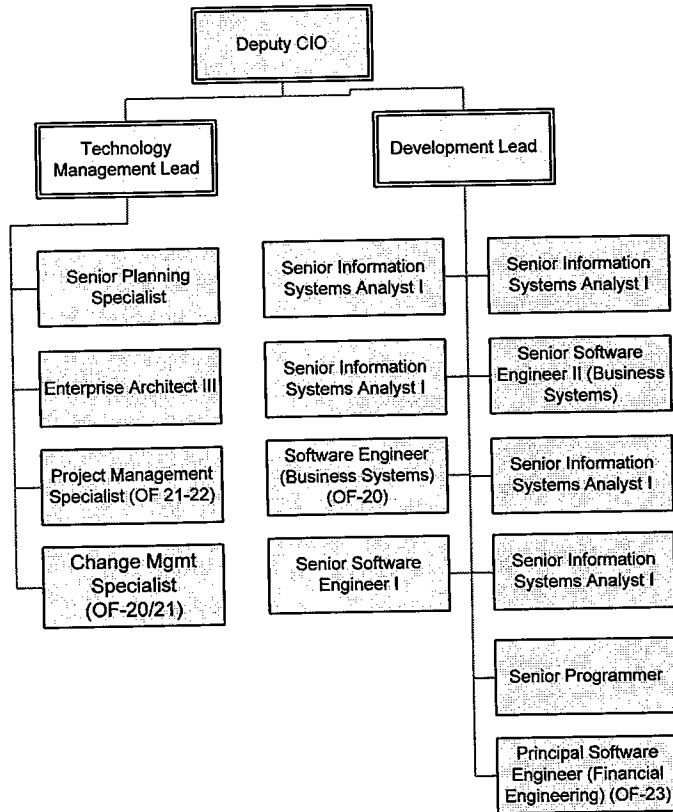 Deputy CIO
Technology
Management Lead
Development Lead
Senior Planning
Specialist
Enterprise Architect III
Project Management
Specialist (OF 21-22)
Change Mgmt
Specialist
(OF-20/21)
Senior Information
Systems Analyst I
Senior Information
Systems Analyst I
Software Engineer
(Business Systems)
(OF-20)
Senior Software
Engineer I
Senior Information
Systems Analyst I
Senior Software
Engineer II (Business
Systems)
Senior Information
Systems Analyst I
Senior Information
Systems Analyst I
Senior Programmer
Principal Software
Engineer (Financial
Engineering) (OF-23)